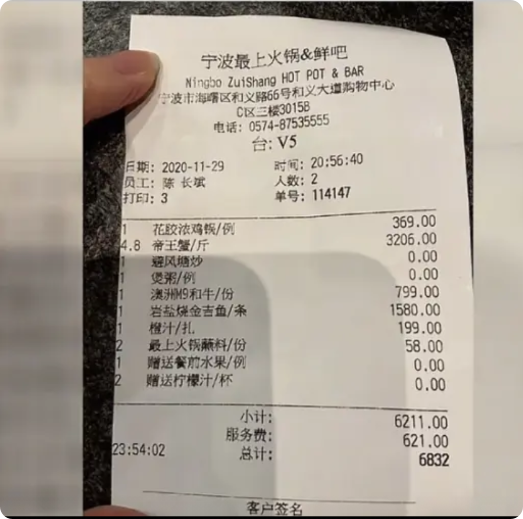 宁波最上火锅&鲜吧
Ningbo ZuiShang HOT POT & BAR
宁波市海曙区和义路66号和义大道购物中心
C区三楼3015B
电话: 0574-87535555
台: V5
日期: 2020-11-29 时间: 20:56:40
员工: 陈 长斌 人数: 2
打印: 3 单号: 114147
1 花胶浓鸡锅/例 369.00
4.8 帝王蟹/斤 3206.00
1 避风塘炒 0.00
1 煲粥/例 0.00
1 澳洲M9和牛/份 799.00
1 岩盐烧金吉鱼/条 1580.00
1 橙汁/扎 199.00
2 最上火锅蘸料/份 58.00
1 赠送餐前水果/例 0.00
2 赠送柠檬汁/杯 0.00
小计: 6211.00
服务费: 621.00
23:54:02 总计: 6832
客户签名